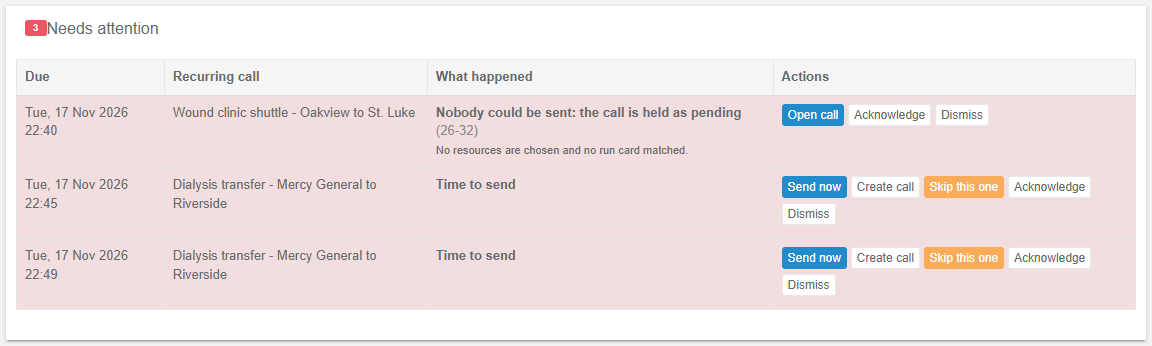 3 Needs attention
Due Recurring call What happened Actions
Tue, 17 Nov 2026 22:40
Wound clinic shuttle - Oakview to St. Luke
Nobody could be sent: the call is held as pending
(26-32)
No resources are chosen and no run card matched.
Open call Acknowledge Dismiss
Tue, 17 Nov 2026
22:45
Dialysis transfer - Mercy General to
Riverside
Time to send
Send now Create call Skip this one Acknowledge
Dismiss
Tue, 17 Nov 2026
22:49
Dialysis transfer - Mercy General to
Riverside
Time to send
Send now Create call Skip this one Acknowledge
Dismiss